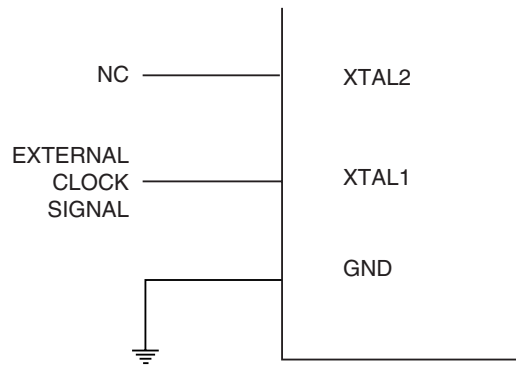 NC
XTAL2
EXTERNAL
CLOCK
SIGNAL
XTAL1
GND